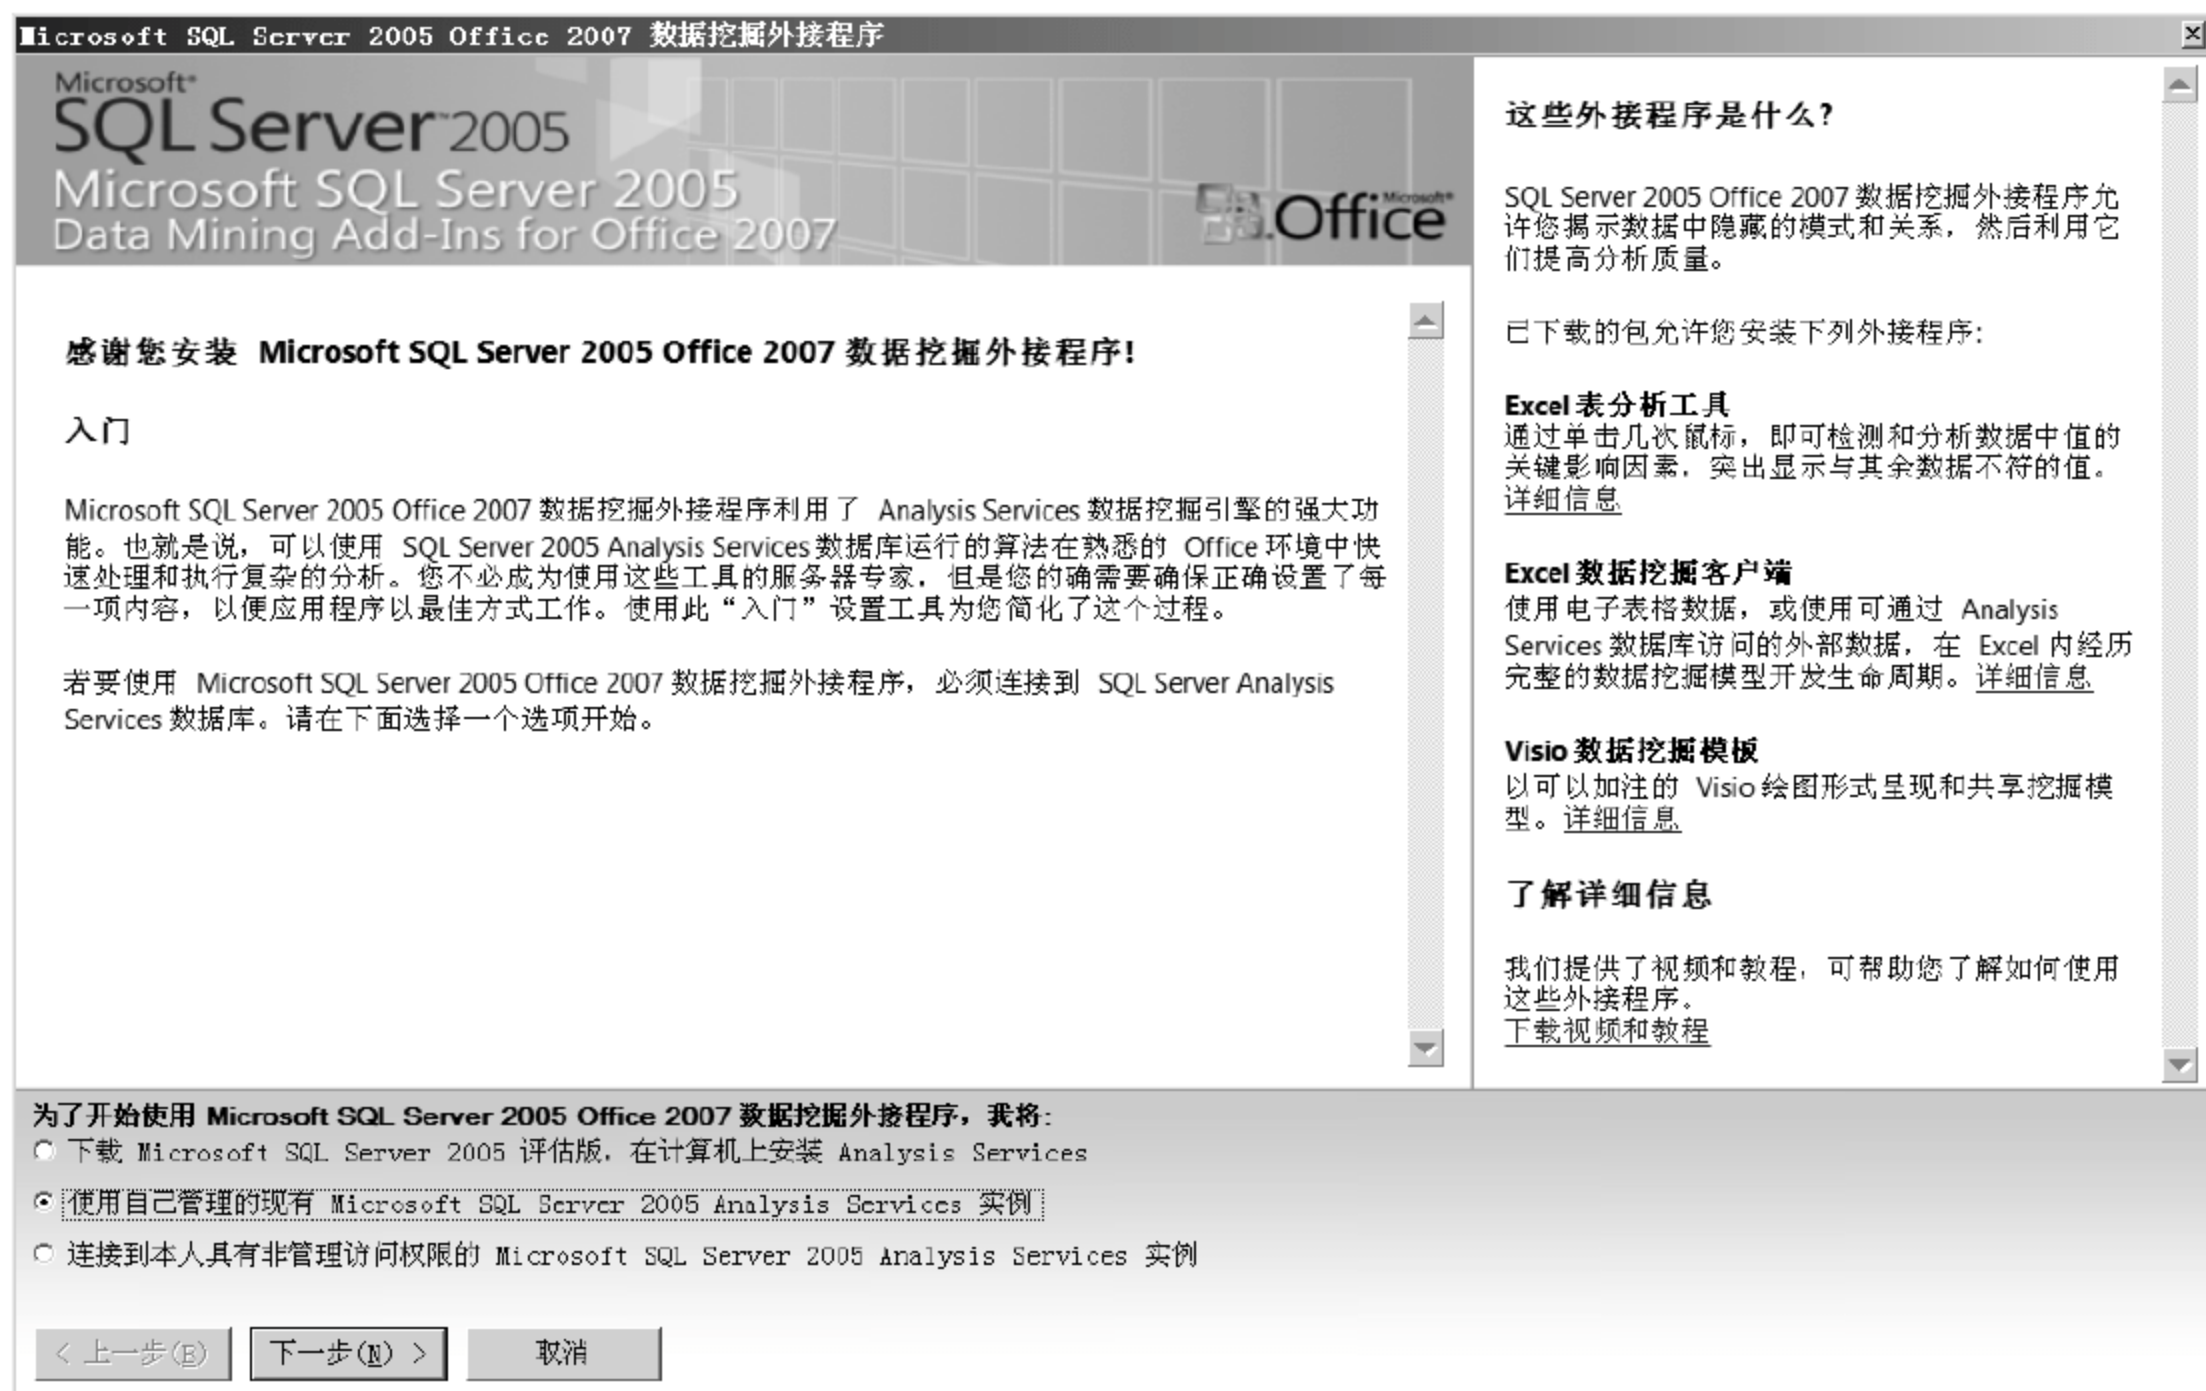 Microsoft SQL Server 2005 Office 2007 数据挖掘外接程序
Microsoft®
SQL Server™2005
Microsoft SQL Server 2005
Data Mining Add-Ins for Office 2007
Microsoft®
Office
感谢您安装 Microsoft SQL Server 2005 Office 2007 数据挖掘外接程序!
入门
Microsoft SQL Server 2005 Office 2007 数据挖掘外接程序利用了 Analysis Services 数据挖掘引擎的强大功
能。也就是说，可以使用 SQL Server 2005 Analysis Services 数据库运行的算法在熟悉的 Office 环境中快
速处理和执行复杂的分析。您不必成为使用这些工具的服务器专家，但是您的确需要确保正确设置了每
一项内容，以便应用程序以最佳方式工作。使用此“入门”设置工具为您简化了这个过程。
若要使用 Microsoft SQL Server 2005 Office 2007 数据挖掘外接程序，必须连接到 SQL Server Analysis
Services 数据库。请在下面选择一个选项开始。
这些外接程序是什么?
SQL Server 2005 Office 2007 数据挖掘外接程序允
许您揭示数据中隐藏的模式和关系，然后利用它
们提高分析质量。
已下载的包允许您安装下列外接程序:
Excel 表分析工具
通过单击几次鼠标，即可检测和分析数据中值的
关键影响因素，突出显示与其余数据不符的值。
详细信息
Excel 数据挖掘客户端
使用电子表格数据，或使用可通过 Analysis
Services 数据库访问的外部数据，在 Excel 内经历
完整的数据挖掘模型开发生命周期。详细信息
Visio 数据挖掘模板
以可以加注的 Visio 绘图形式呈现和共享挖掘模
型。详细信息
了解详细信息
我们提供了视频和教程，可帮助您了解如何使用
这些外接程序。
下载视频和教程
为了开始使用 Microsoft SQL Server 2005 Office 2007 数据挖掘外接程序，我将:
下载 Microsoft SQL Server 2005 评估版，在计算机上安装 Analysis Services
使用自己管理的现有 Microsoft SQL Server 2005 Analysis Services 实例
连接到本人具有非管理访问权限的 Microsoft SQL Server 2005 Analysis Services 实例
< 上一步(B)
下一步(N) >
取消